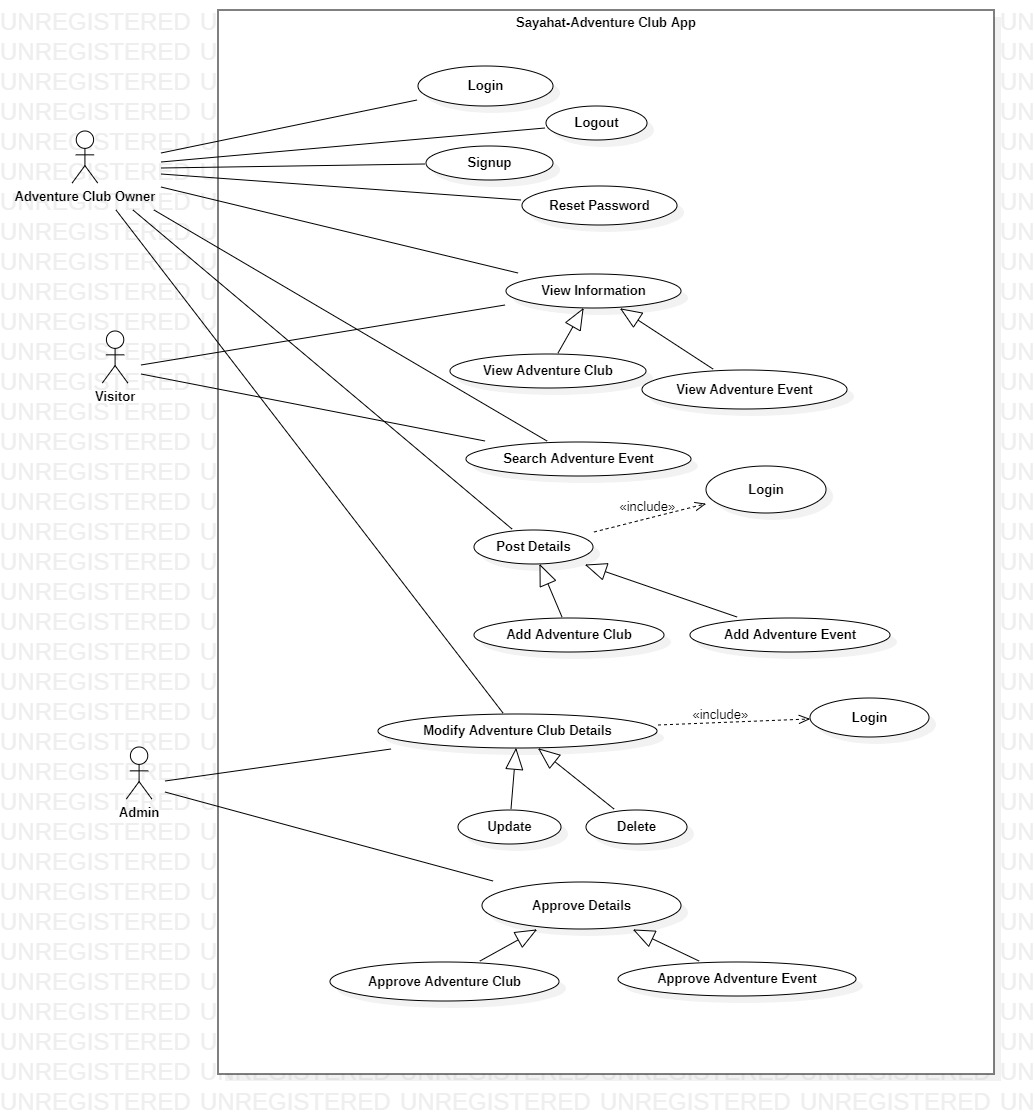 Sayahat-Adventure Club App
Login
Logout
Signup
Adventure Club Owner
Reset Password
View Information
View Adventure Club
View Adventure Event
Visitor
Search Adventure Event
Login
«include»
Post Details
Add Adventure Club
Add Adventure Event
«include»
Login
Modify Adventure Club Details
Admin
Update
Delete
Approve Details
Approve Adventure Club
Approve Adventure Event
UNREGISTERED